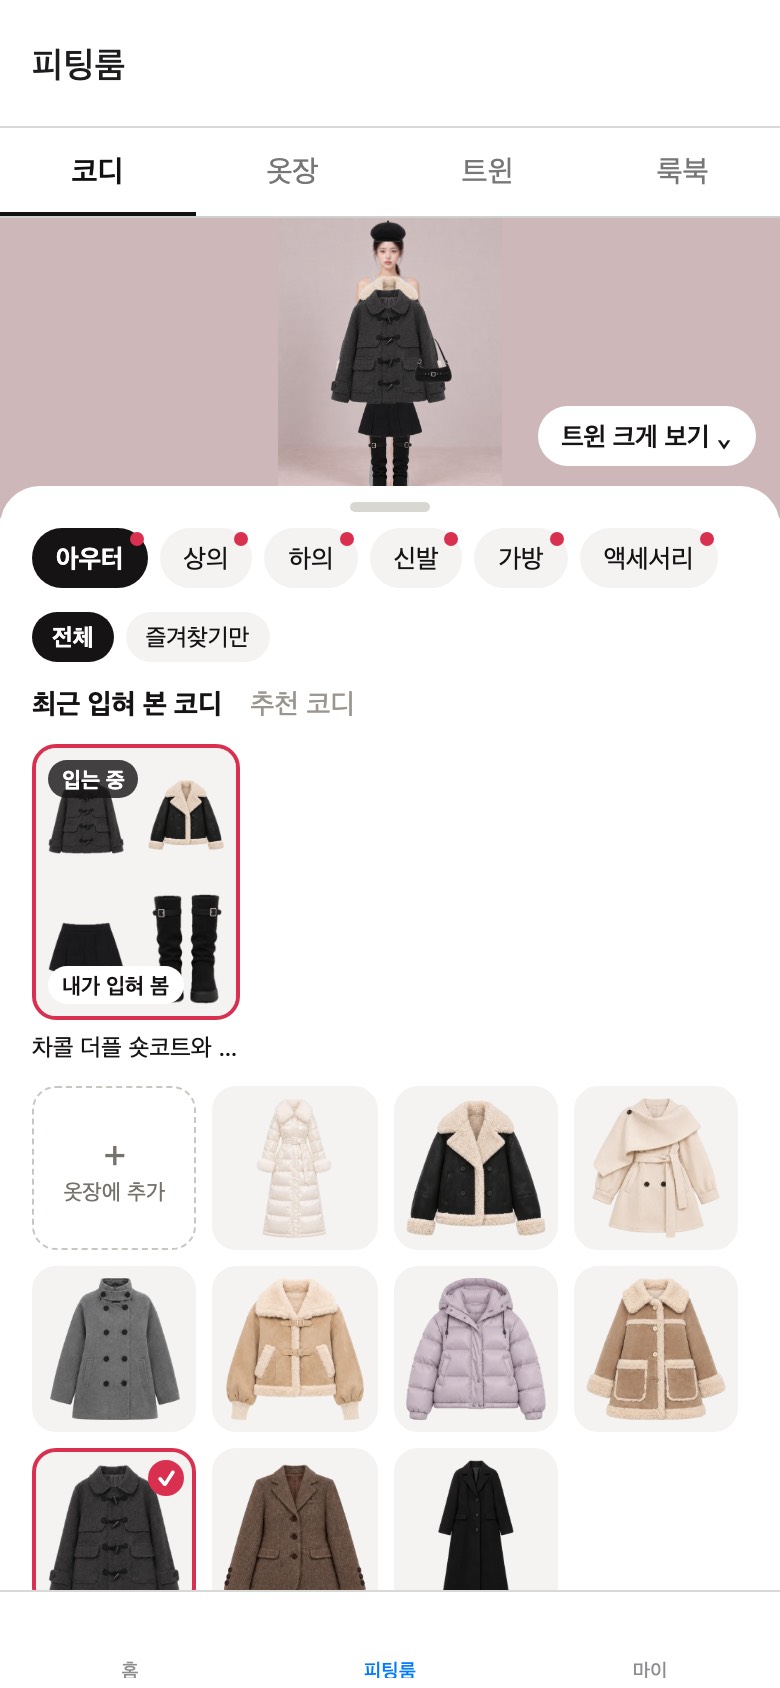 피팅룸
코디 옷장 트윈 룩북
트윈 크게 보기
아우터 상의 하의 신발 가방 액세서리
전체 즐겨찾기만
최근 입혀 본 코디 추천 코디
입는 중
내가 입혀 봄
차콜 더플 숏코트와 ...
+
옷장에 추가
홈 피팅룸 마이